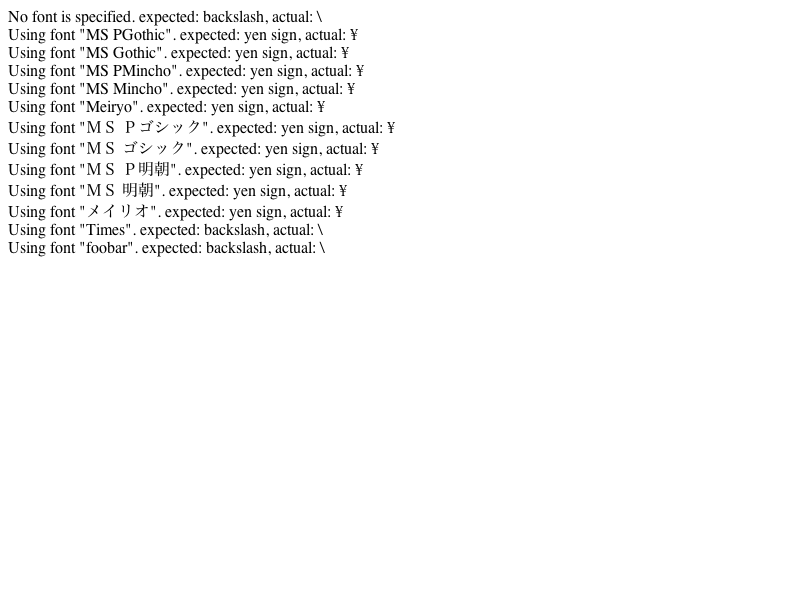 No font is specified. expected: backslash, actual: \
Using font "MS PGothic". expected: yen sign, actual: ¥
Using font "MS Gothic". expected: yen sign, actual: ¥
Using font "MS PMincho". expected: yen sign, actual: ¥
Using font "MS Mincho". expected: yen sign, actual: ¥
Using font "Meiryo". expected: yen sign, actual: ¥
Using font "ＭＳ Ｐゴシック". expected: yen sign, actual: ¥
Using font "ＭＳ ゴシック". expected: yen sign, actual: ¥
Using font "ＭＳ Ｐ明朝". expected: yen sign, actual: ¥
Using font "ＭＳ 明朝". expected: yen sign, actual: ¥
Using font "メイリオ". expected: yen sign, actual: ¥
Using font "Times". expected: backslash, actual: \
Using font "foobar". expected: backslash, actual: \